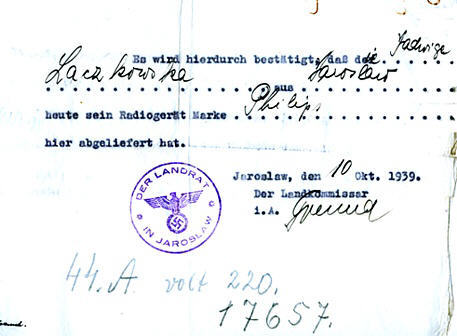 Jadwiga
Es wird hierdurch bestätigt, daß die
Laczkowska aus Jaroslaw
heute sein Radiogerät Marke Philips
hier abgeliefert hat.
Jaroslaw, den 10 Okt. 1939.
Der Landkommissar
i.A.
DER LANDRAT
IN JAROSLAW
44.A. volt 220.
17657.